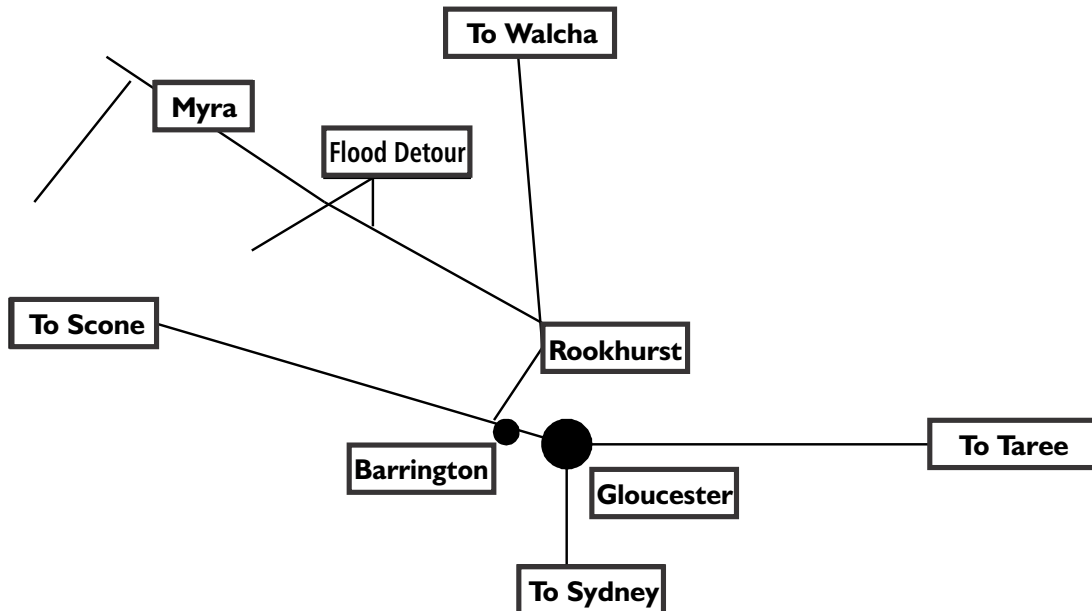 To Walcha
Myra
Flood Detour
To Scone
Rookhurst
Barrington
To Taree
Gloucester
To Sydney